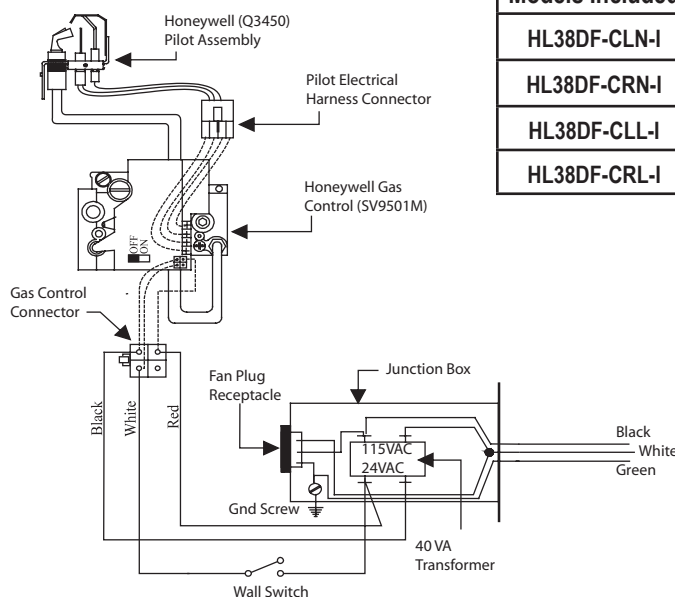 Models Included
HL38DF-CLN-I
HL38DF-CRN-I
HL38DF-CLL-I
HL38DF-CRL-I
Honeywell (Q3450)
Pilot Assembly
Pilot Electrical
Harness Connector
Honeywell Gas
Control (SV9501M)
OFF
ON
Gas Control
Connector
Black
White
Red
Fan Plug
Receptacle
Junction Box
115VAC
24VAC
Black
White
Green
Gnd Screw
40 VA
Transformer
Wall Switch